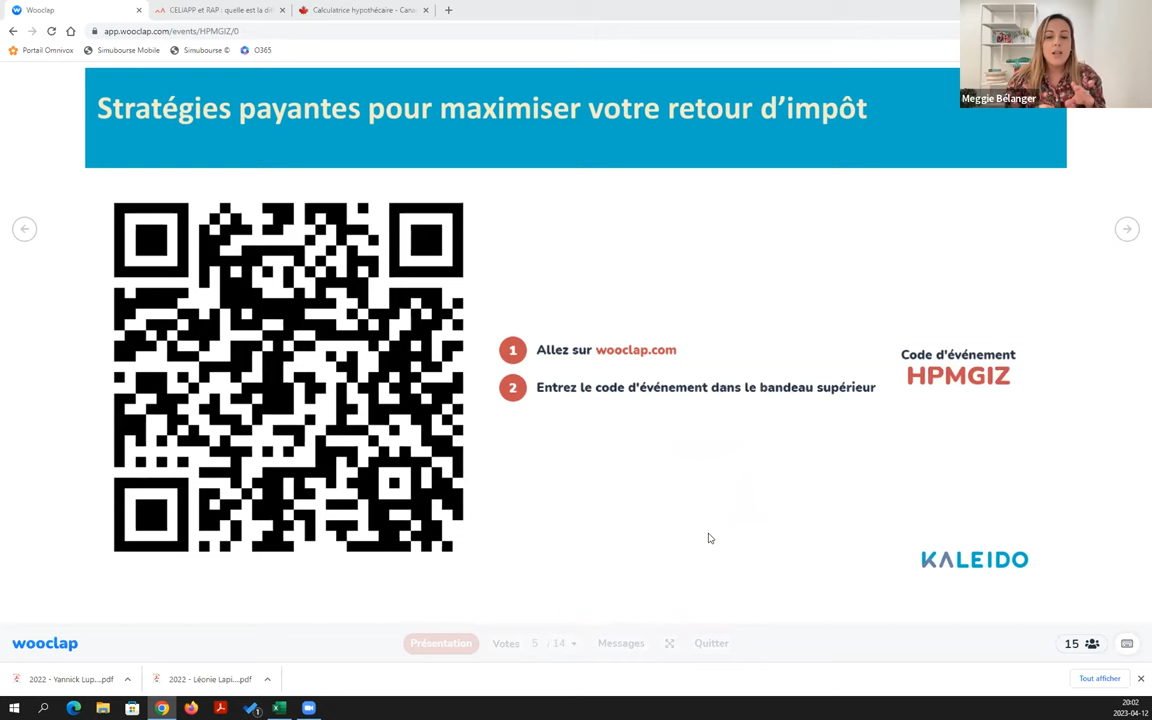 Wooclap
CELIAPP et RAP : quelle est la di
Calculatrice hypothécaire - Cana
app.wooclap.com/events/HPMGIZ/0
Portail Omnivox
Simubourse Mobile
Simubourse ©
O365
Meggie Bélanger
Stratégies payantes pour maximiser votre retour d'impôt
1 Allez sur wooclap.com
2 Entrez le code d'événement dans le bandeau supérieur
Code d'événement
HPMGIZ
KALEIDO
wooclap
Présentation
Votes 5 / 14
Messages
Quitter
15
2022 - Yannick Lup....pdf
2022 - Léonie Lapi....pdf
Tout afficher
20:02
2023-04-12